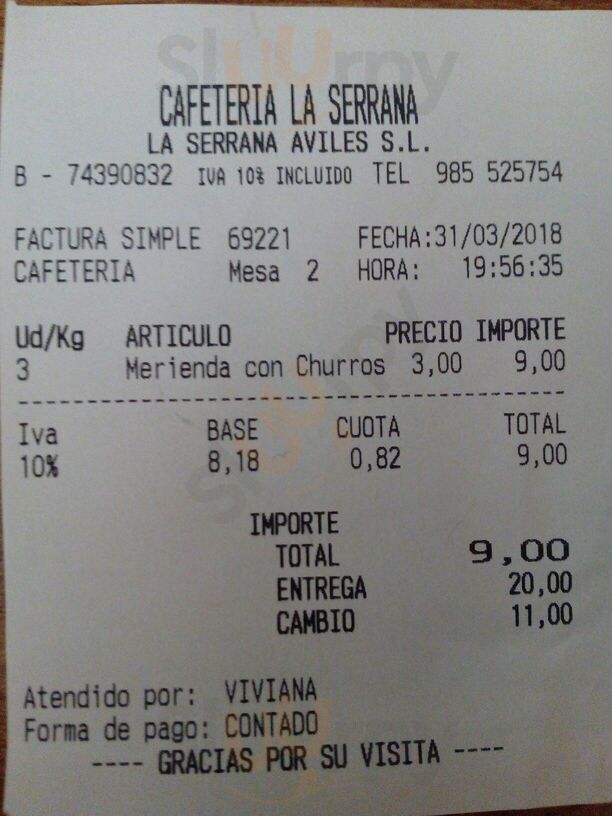 Slurpy
CAFETERIA LA SERRANA
LA SERRANA AVILES S.L.
B - 74390832 IVA 10% INCLUIDO TEL 985 525754
FACTURA SIMPLE 69221 FECHA:31/03/2018
CAFETERIA Mesa 2 HORA: 19:56:35
Ud/Kg ARTICULO PRECIO IMPORTE
3 Merienda con Churros 3,00 9,00
Iva BASE CUOTA TOTAL
10% 8,18 0,82 9,00
IMPORTE
TOTAL 9,00
ENTREGA 20,00
CAMBIO 11,00
Atendido por: VIVIANA
Forma de pago: CONTADO
---- GRACIAS POR SU VISITA ----